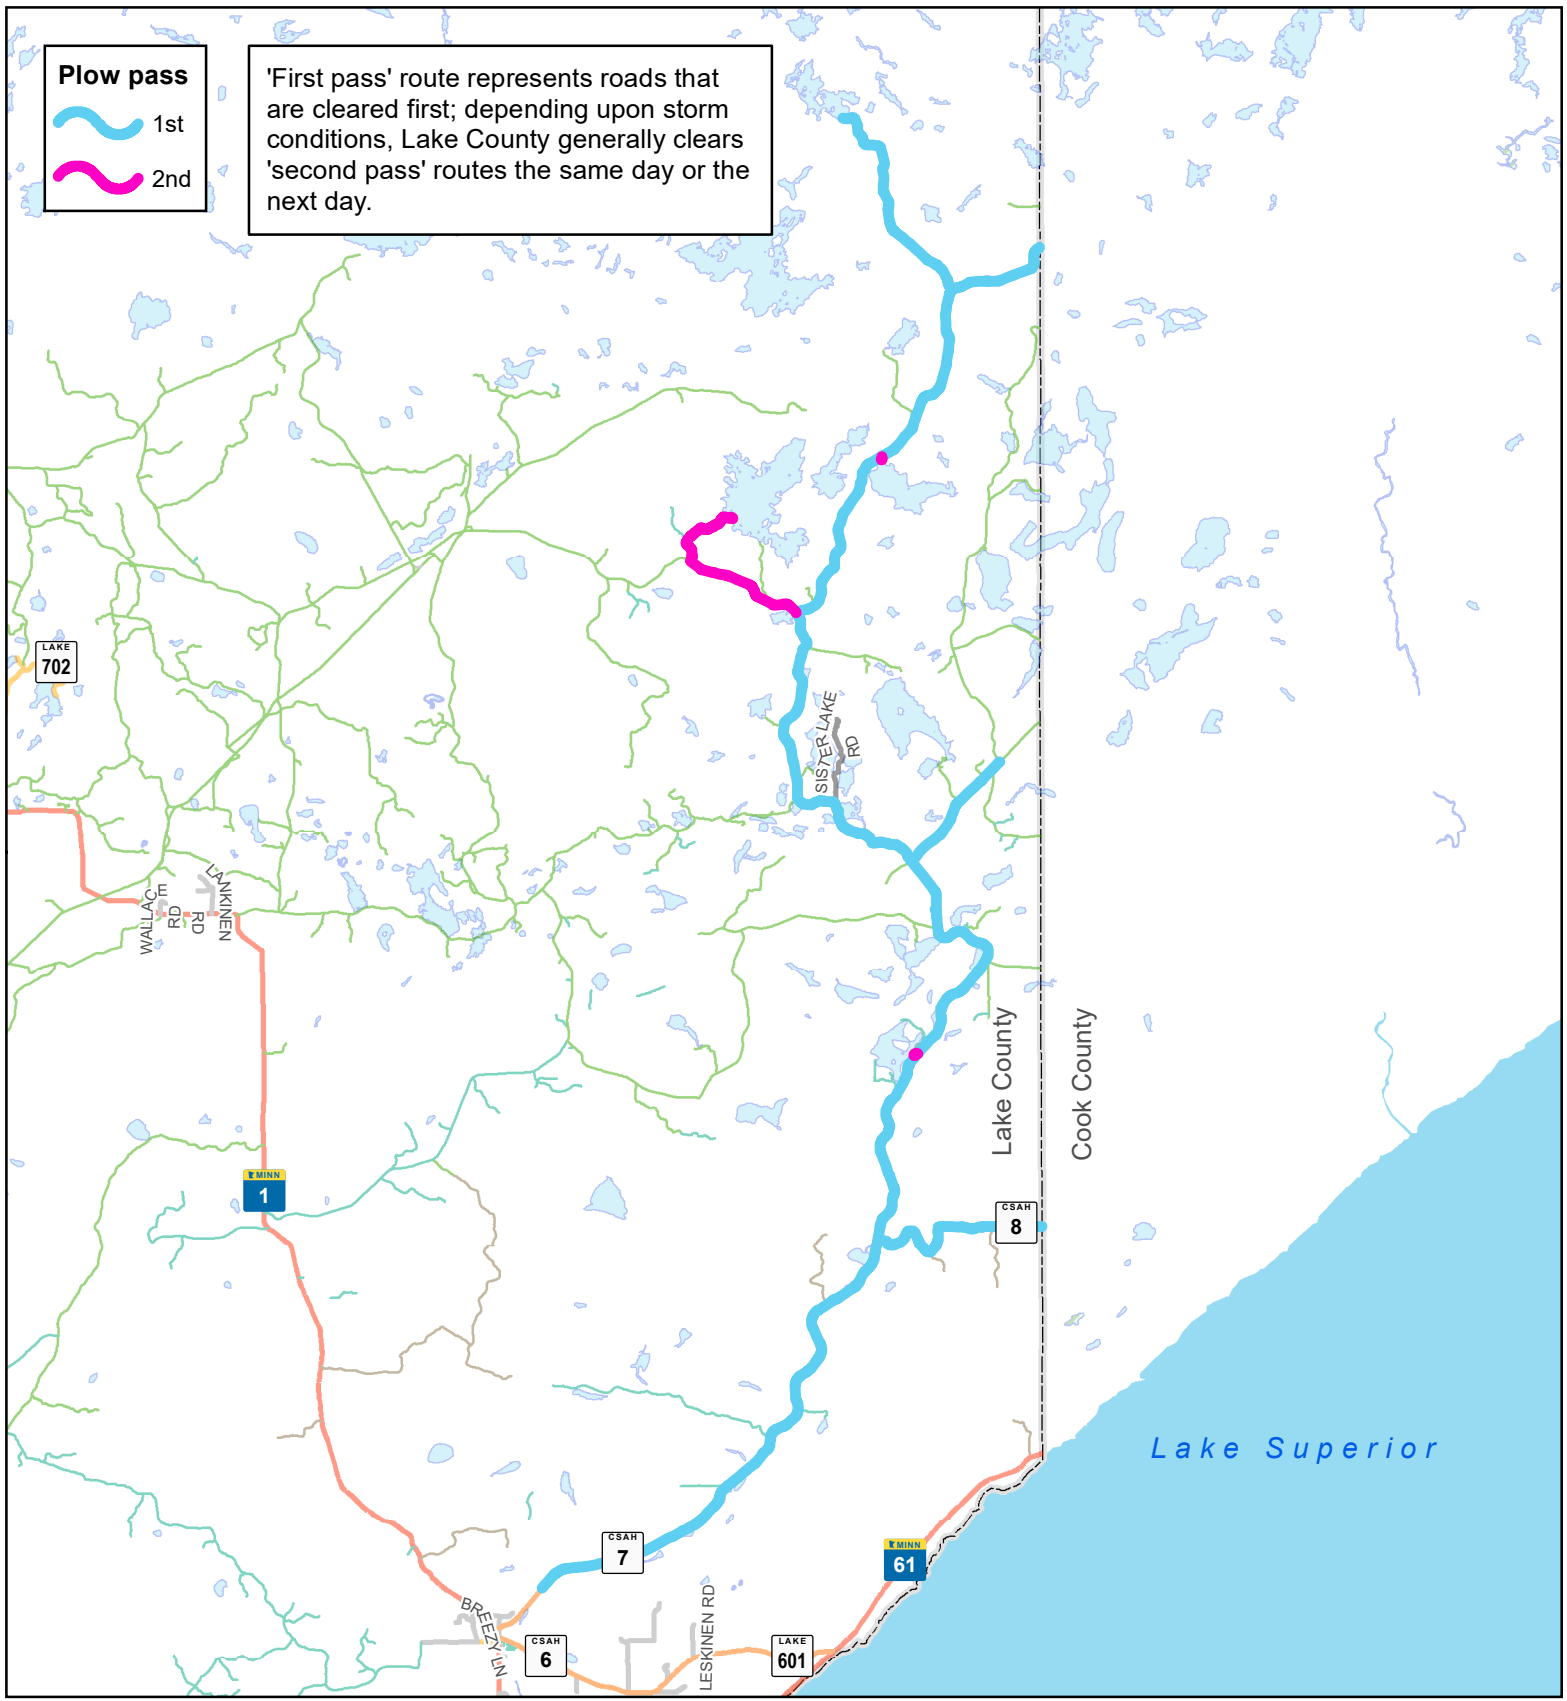 Plow pass
1st
2nd
'First pass' route represents roads that
are cleared first; depending upon storm
conditions, Lake County generally clears
'second pass' routes the same day or the
next day.
LAKE
702
SISTER LAKE
RD
WALLACE
RD
LANKINEN
RD
Lake County
Cook County
MINN
1
CSAH
8
Lake Superior
CSAH
7
MINN
61
BREEZY LN
CSAH
6
LESKINEN RD
LAKE
601